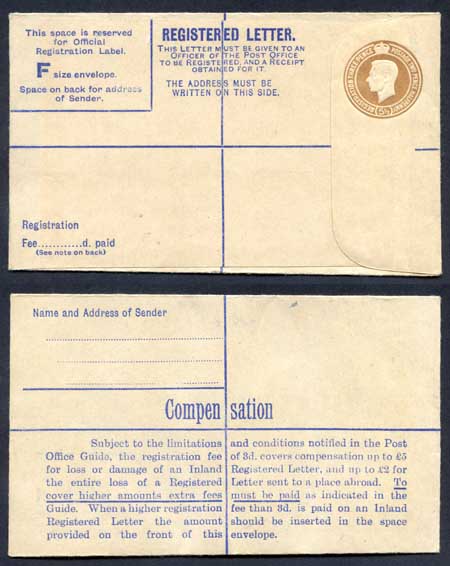 This space is reserved
for Official
Registration Label.
F size envelope.
Space on back for address
of Sender.
REGISTERED LETTER.
THIS LETTER MUST BE GIVEN TO AN
OFFICER OF THE POST OFFICE
TO BE REGISTERED, AND A RECEIPT
OBTAINED FOR IT.
THE ADDRESS MUST BE
WRITTEN ON THIS SIDE.
Registration
Fee............d. paid
(See note on back)
Name and Address of Sender
Compensation
Subject to the limitations and conditions notified in the Post
Office Guide, the registration fee of 3d. covers compensation up to £5
for loss or damage of an Inland Registered Letter, and up to £2 for
the entire loss of a Registered Letter sent to a place abroad. To
cover higher amounts extra fees must be paid as indicated in the
Guide. When a higher registration fee than 3d. is paid on an Inland
Registered Letter the amount should be inserted in the space
provided on the front of this envelope.